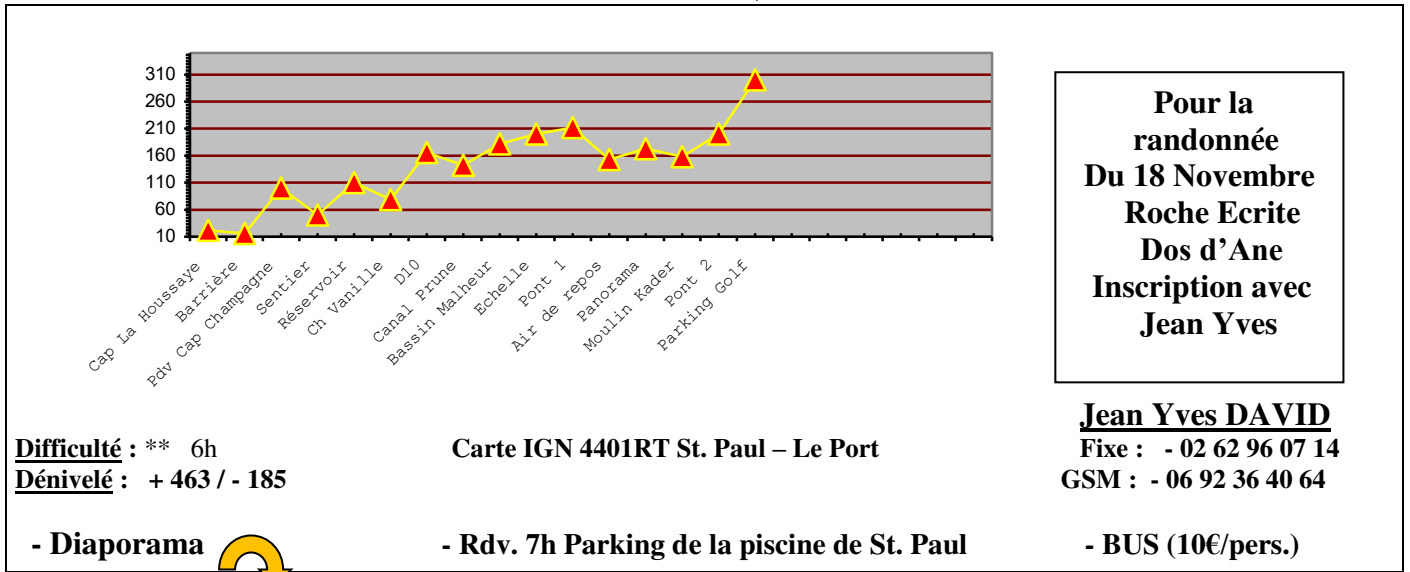 310
260
210
160
110
60
10
Cap La Houssaye
Barrière
Pdv Cap Champagne
Sentier
Réservoir
Ch Vanille
D10
Canal Prune
Bassin Malheur
Echelle
Pont 1
Air de repos
Panorama
Moulin Kader
Pont 2
Parking Golf
Pour la
randonnée
Du 18 Novembre
Roche Ecrite
Dos d'Ane
Inscription avec
Jean Yves
Jean Yves DAVID
Difficulté : ** 6h Carte IGN 4401RT St. Paul – Le Port Fixe : - 02 62 96 07 14
Dénivelé : + 463 / - 185 GSM : - 06 92 36 40 64
- Diaporama - Rdv. 7h Parking de la piscine de St. Paul - BUS (10€/pers.)